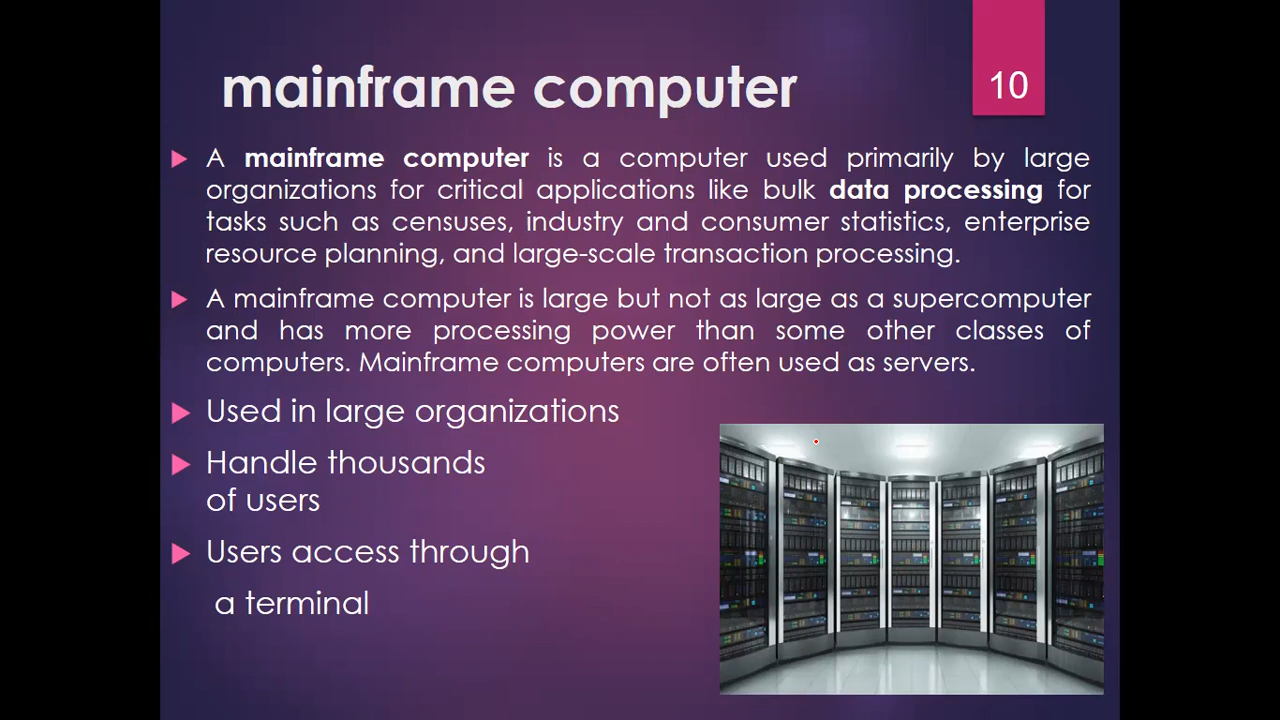 mainframe computer
10
A mainframe computer is a computer used primarily by large
organizations for critical applications like bulk data processing for
tasks such as censuses, industry and consumer statistics, enterprise
resource planning, and large-scale transaction processing.
A mainframe computer is large but not as large as a supercomputer
and has more processing power than some other classes of
computers. Mainframe computers are often used as servers.
Used in large organizations
Handle thousands
of users
Users access through
a terminal